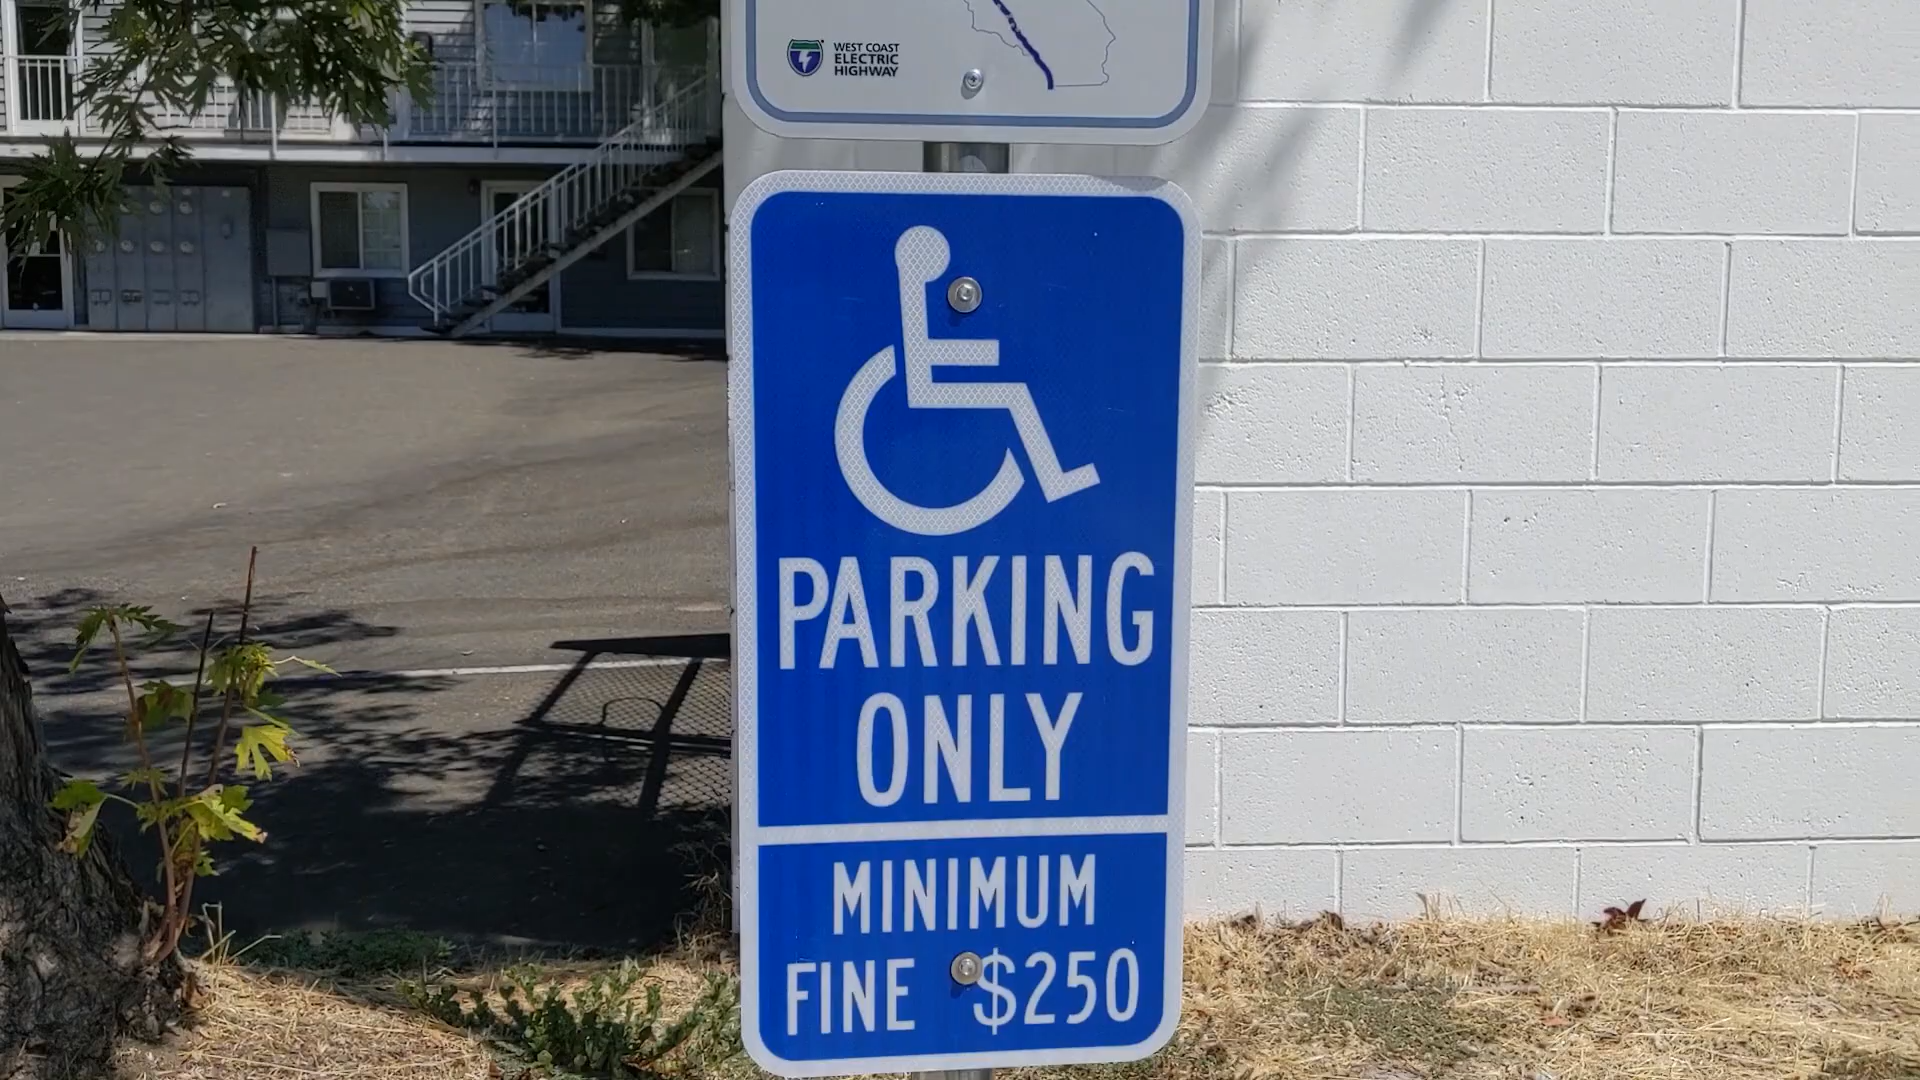 WEST COAST
ELECTRIC
HIGHWAY
PARKING
ONLY
MINIMUM
FINE $250